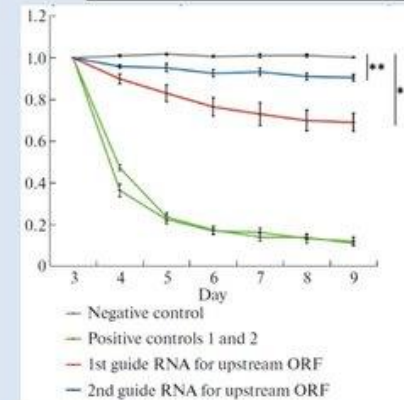 1.2
1.0
0.8
0.6
0.4
0.2
0
3 4 5 6 7 8 9
Day
**
*
Negative control
Positive controls 1 and 2
1st guide RNA for upstream ORF
2nd guide RNA for upstream ORF